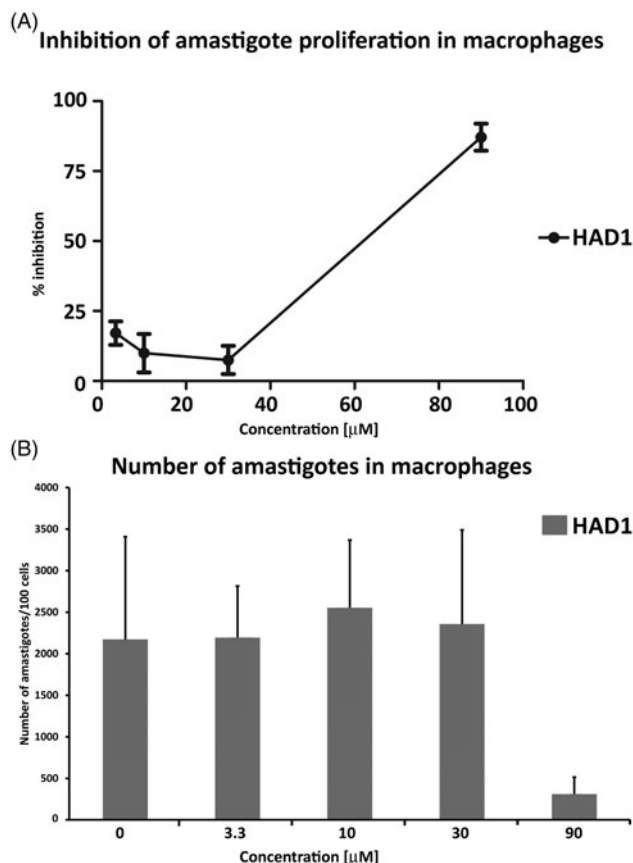 (A)
Inhibition of amastigote proliferation in macrophages
100
75
50
25
0
% inhibition
0 20 40 60 80 100
Concentration [μM]
HAD1
(B)
Number of amastigotes in macrophages
4000
3500
3000
2500
2000
1500
1000
500
0
Number of amastigotes/100 cells
0 3.3 10 30 90
Concentration [μM]
HAD1